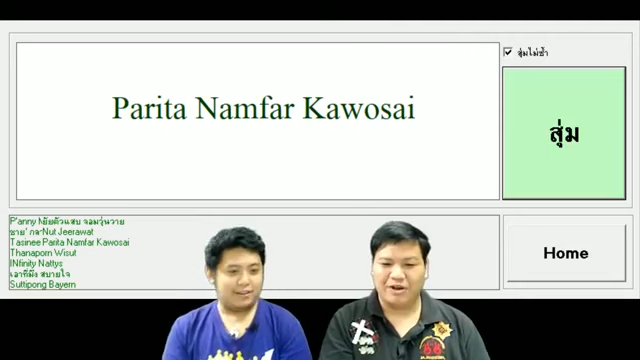 Parita Namfar Kawosai
สุ่มไม่ซ้ำ
สุ่ม
P'anny Nยัยตัวแสบ จอมวุ่นวาย
ชาย' กล'Nut Jeerawat
Tasinee Parita Namfar Kawosai
Thanaporn Wisut
INfinity Nattys
เอาที่มึง สบายใจ
Suttipong Bayern
Home